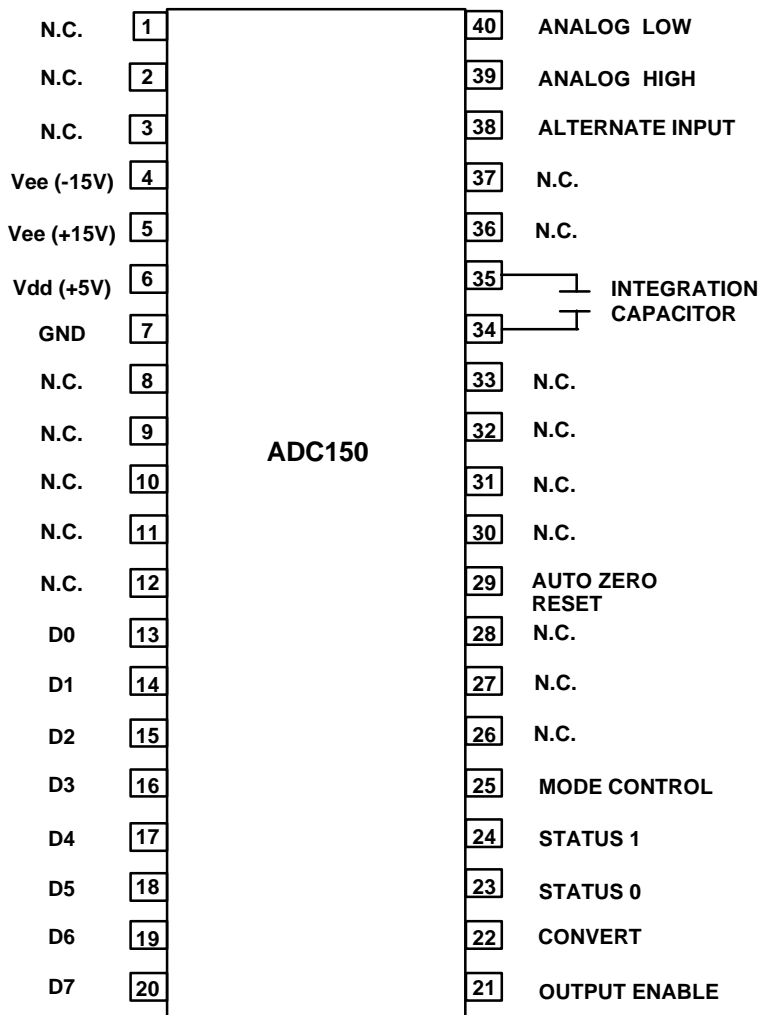 N.C. 1
N.C. 2
N.C. 3
Vee (-15V) 4
Vee (+15V) 5
Vdd (+5V) 6
GND 7
N.C. 8
N.C. 9
N.C. 10
N.C. 11
N.C. 12
D0 13
D1 14
D2 15
D3 16
D4 17
D5 18
D6 19
D7 20
ADC150
40 ANALOG LOW
39 ANALOG HIGH
38 ALTERNATE INPUT
37 N.C.
36 N.C.
35
INTEGRATION
CAPACITOR
34
33 N.C.
32 N.C.
31 N.C.
30 N.C.
29 AUTO ZERO
RESET
28 N.C.
27 N.C.
26 N.C.
25 MODE CONTROL
24 STATUS 1
23 STATUS 0
22 CONVERT
21 OUTPUT ENABLE